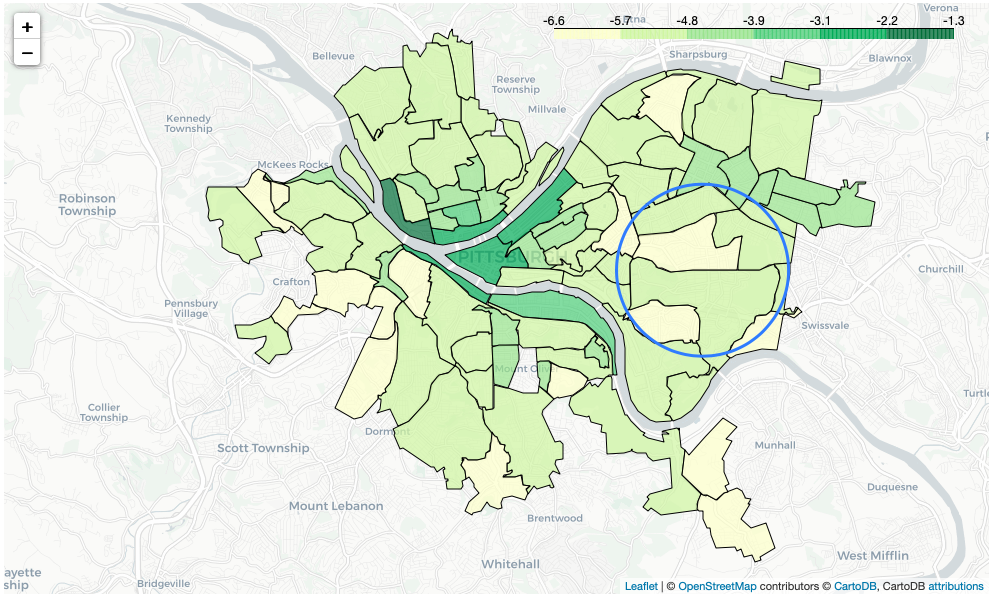 +
−
-6.6 -5.7 -4.8 -3.9 -3.1 -2.2 -1.3
Verona
Bellevue
Sharpsburg
Blawnox
Reserve
Township
Millvale
Kennedy
Township
McKees Rocks
Robinson
Township
PITTSBURGH
Churchill
Crafton
Pennsbury
Village
Swissvale
Mount Oliver
Collier
Township
Dormont
Scott Township
Munhall
Duquesne
Mount Lebanon
Brentwood
West Mifflin
Whitehall
ayette
ship
Bridgeville
Leaflet | © OpenStreetMap contributors © CartoDB, CartoDB attributions